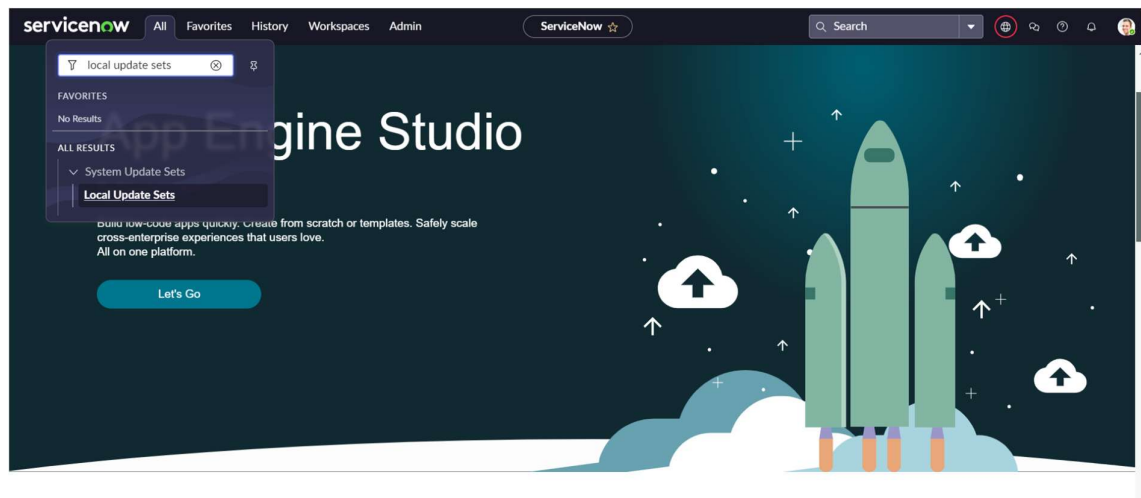 servicenow All Favorites History Workspaces Admin ServiceNow Search
local update sets
FAVORITES
No Results
ALL RESULTS
System Update Sets
Local Update Sets
App Engine Studio
Build low-code apps quickly. Create from scratch or templates. Safely scale
cross-enterprise experiences that users love.
All on one platform.
Let's Go